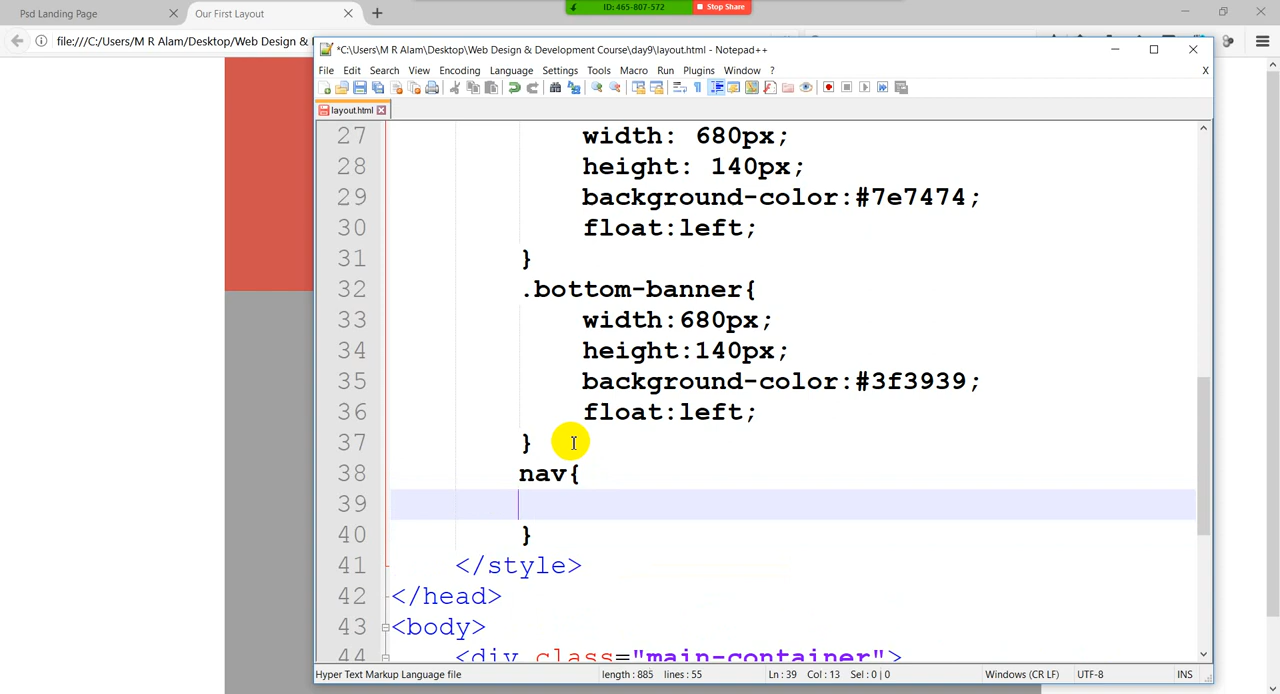 Psd Landing Page
Our First Layout
ID: 465-807-572
Stop Share
file:///C:/Users/M R Alam/Desktop/Web Design &
*C:\Users\M R Alam\Desktop\Web Design & Development Course\day9\layout.html - Notepad++
File Edit Search View Encoding Language Settings Tools Macro Run Plugins Window ?
X
layout.html
27 width: 680px;
28 height: 140px;
29 background-color:#7e7474;
30 float:left;
31 }
32 .bottom-banner{
33 width:680px;
34 height:140px;
35 background-color:#3f3939;
36 float:left;
37 }
38 nav{
39
40 }
41 </style>
42 </head>
43 <body>
44 <div class="main-container">
Hyper Text Markup Language file length : 885 lines : 55 Ln : 39 Col : 13 Sel : 0 | 0 Windows (CR LF) UTF-8 INS